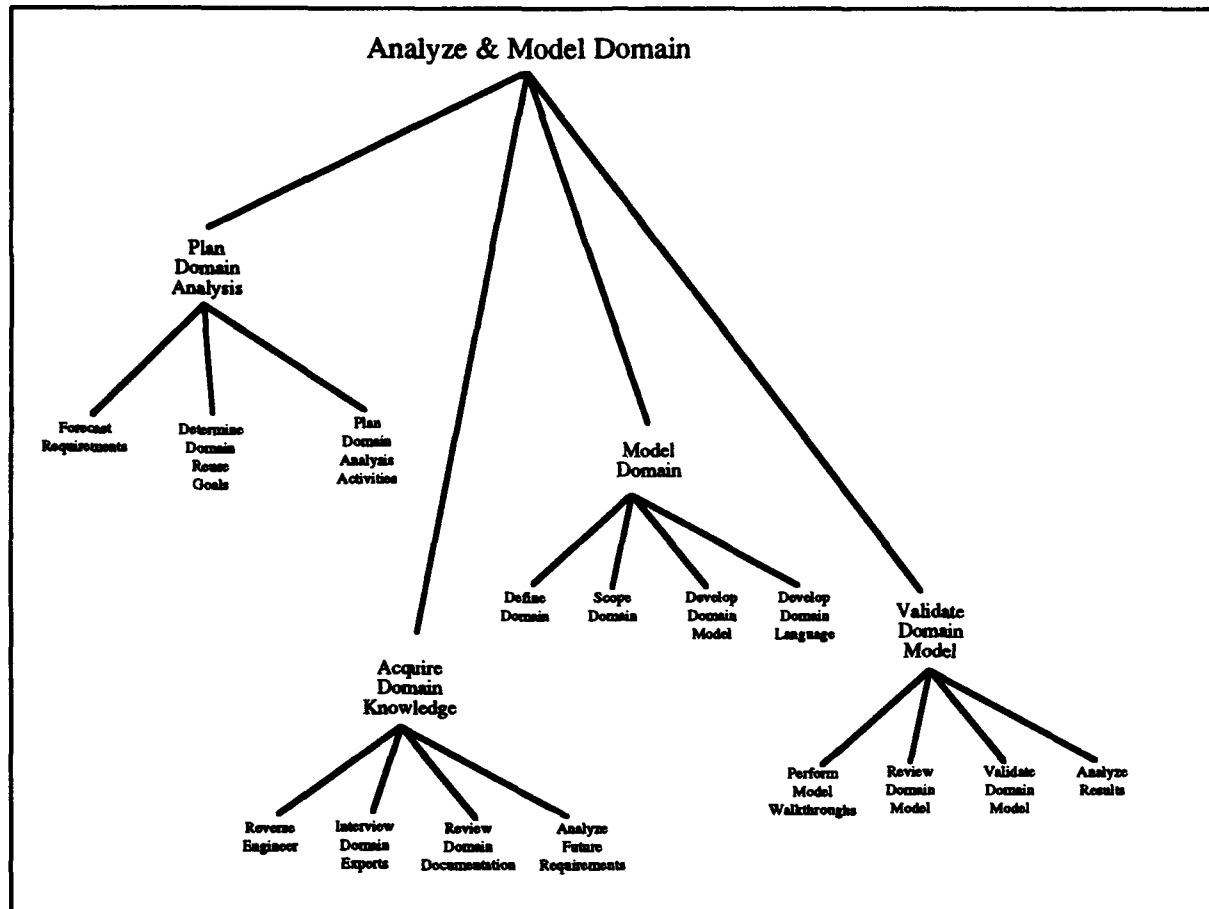 Analyze & Model Domain
Plan
Domain
Analysis
Forecast
Requirements
Determine
Domain
Reuse
Goals
Plan
Domain
Analysis
Activities
Acquire
Domain
Knowledge
Reverse
Engineer
Interview
Domain
Experts
Review
Domain
Documentation
Analyze
Future
Requirements
Model
Domain
Define
Domain
Scope
Domain
Develop
Domain
Model
Develop
Domain
Language
Validate
Domain
Model
Perform
Model
Walkthroughs
Review
Domain
Model
Validate
Domain
Model
Analyze
Results